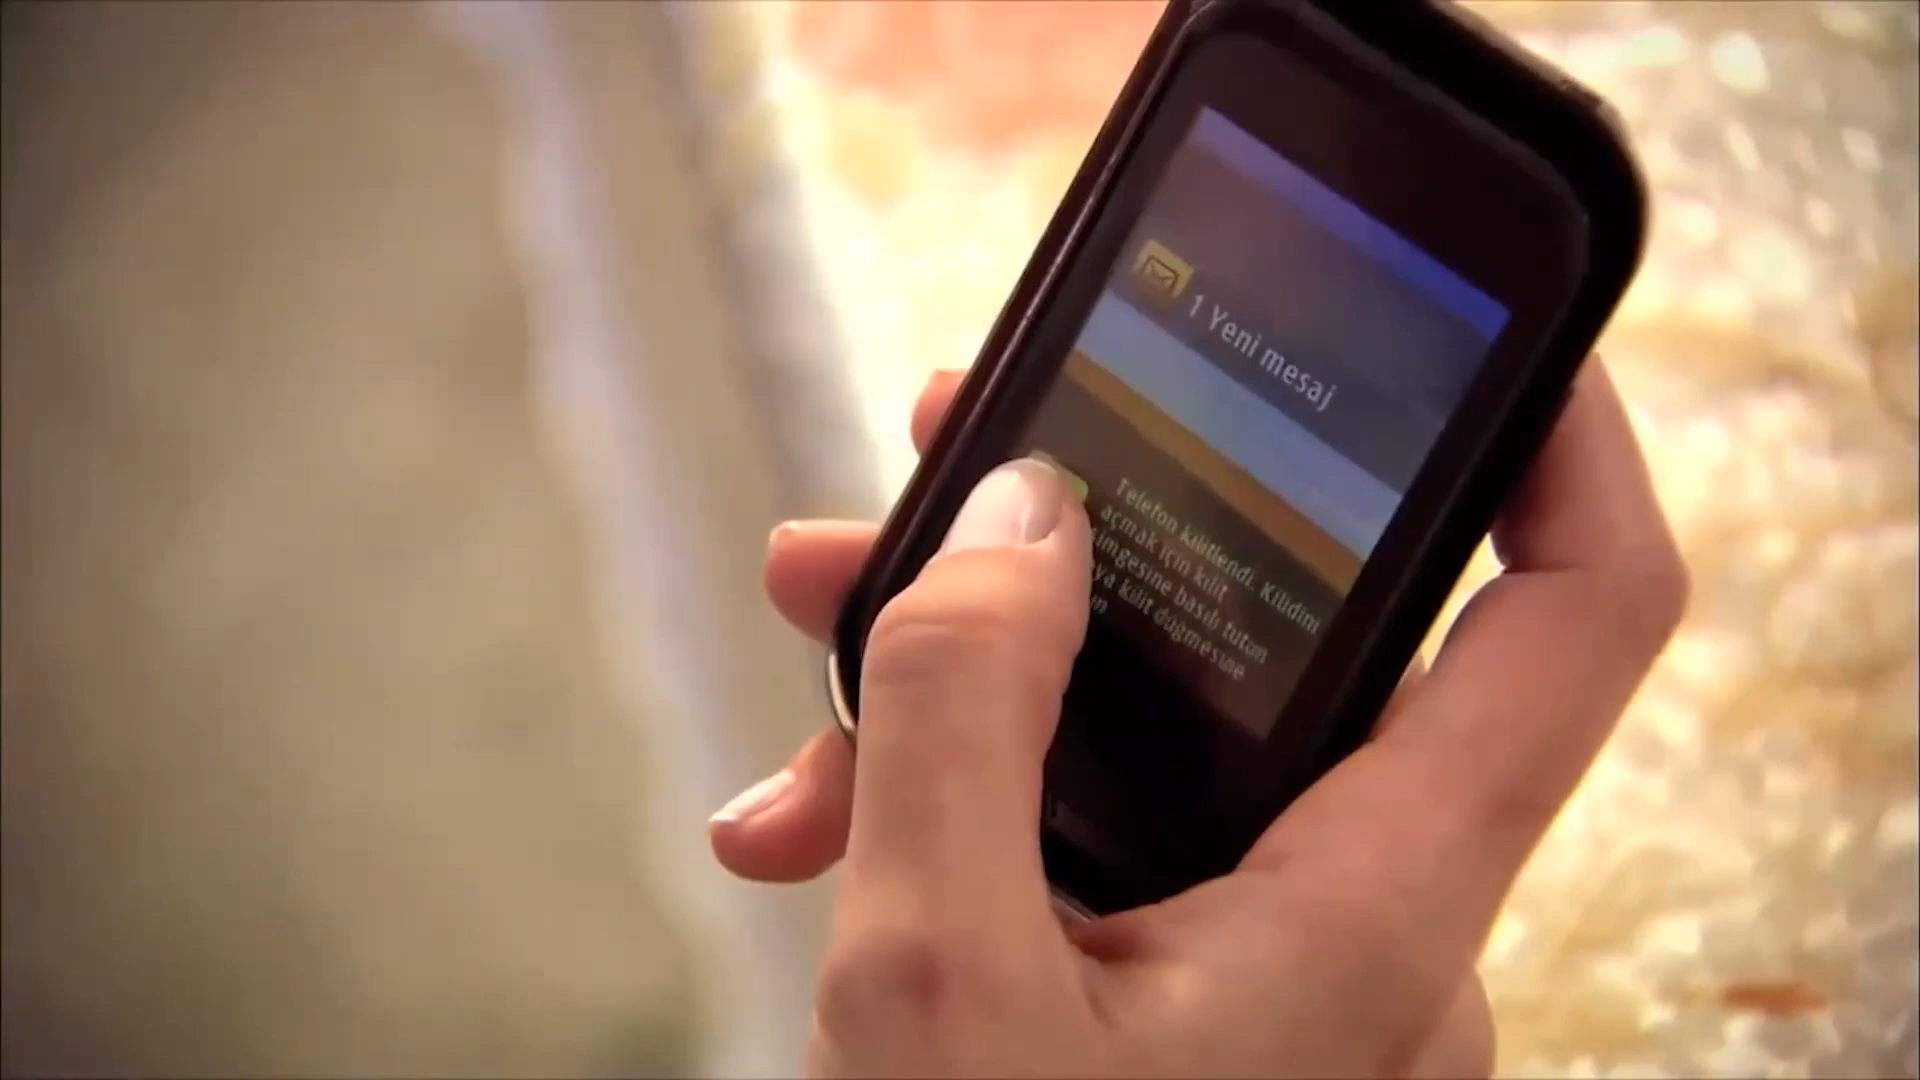 1 Yeni mesaj
Telefon kilitlendi. Kilidini
açmak için kilit
simgesine basılı tutun
ya kilit düğmesine